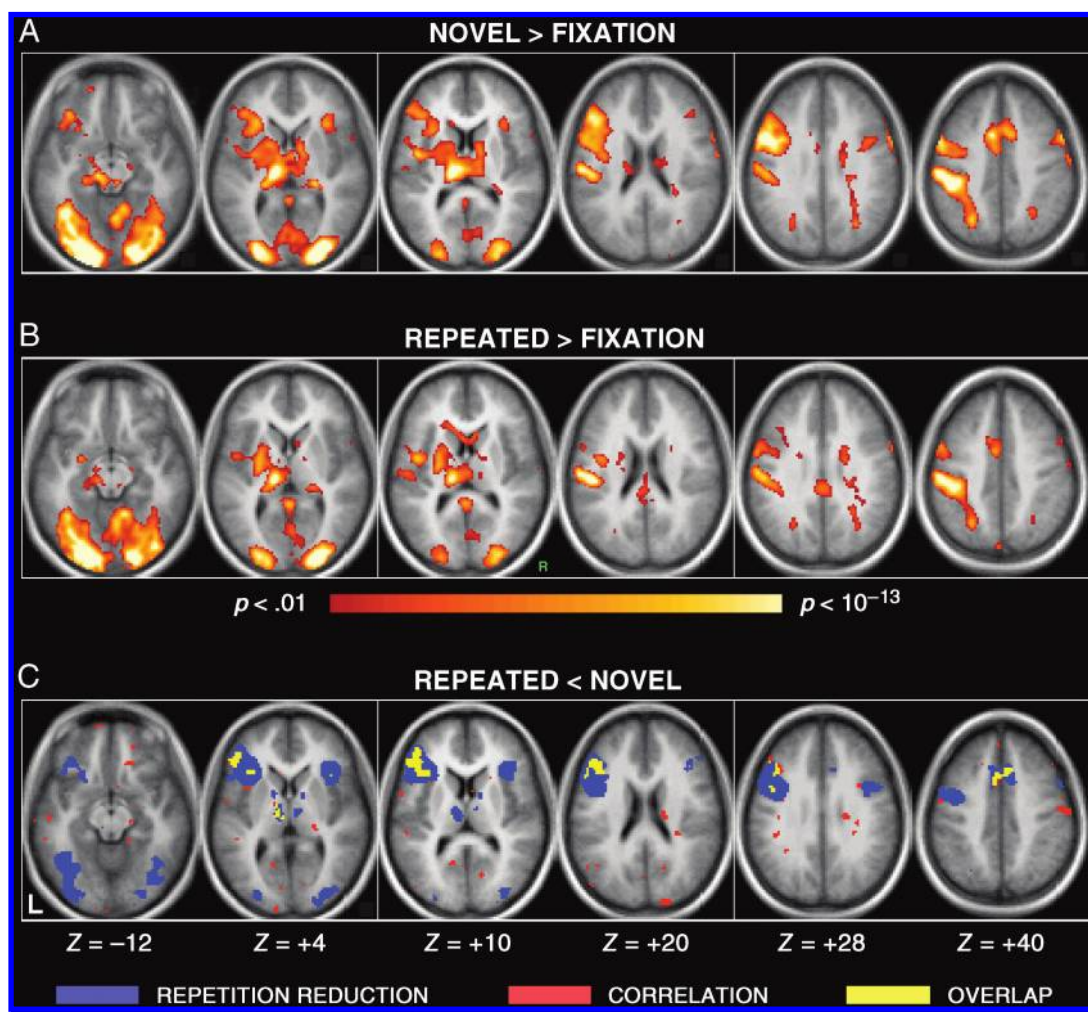 A
NOVEL > FIXATION
B
REPEATED > FIXATION
R
p < .01 p < 10⁻¹³
C
REPEATED < NOVEL
L
Z = –12 Z = +4 Z = +10 Z = +20 Z = +28 Z = +40
REPETITION REDUCTION CORRELATION OVERLAP